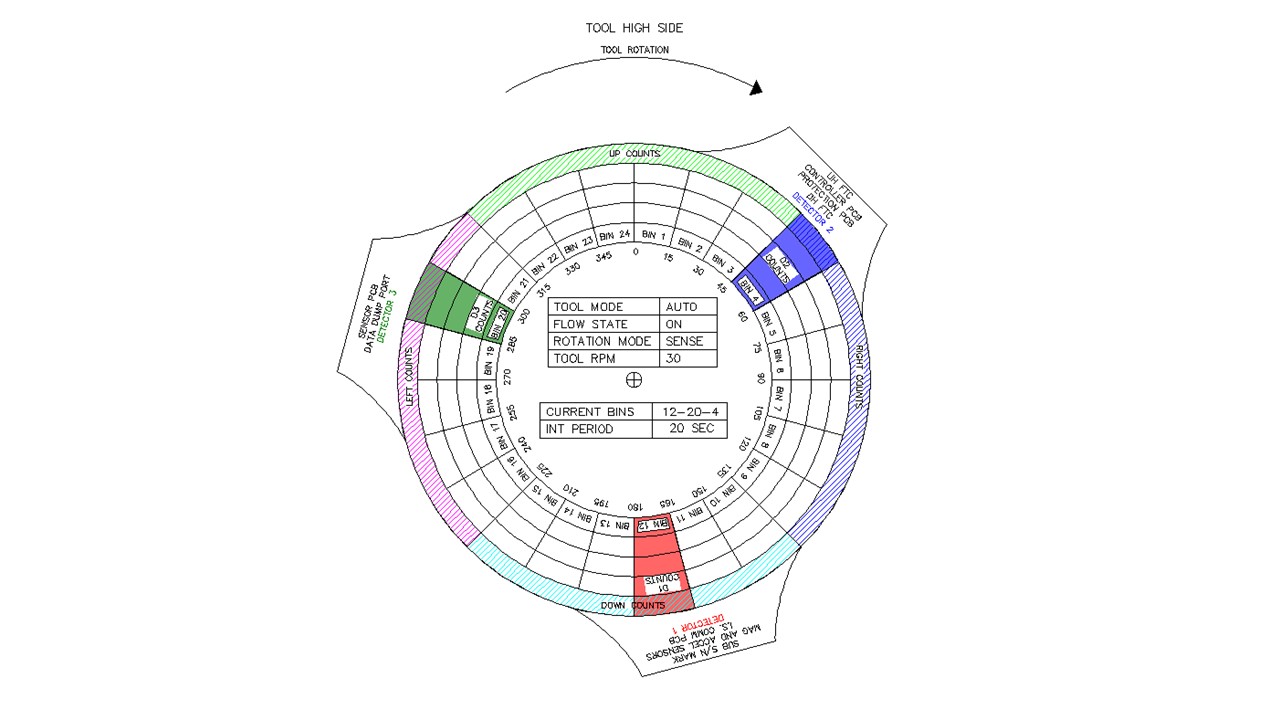 TOOL HIGH SIDE
TOOL ROTATION
UP COUNTS
UH FTC
CONTROLLER PCB
PROTECTION PCB
DH FTC
DETECTOR 2
D2
COUNTS
SENSOR PCB
DATA DUMP PORT
DETECTOR 3
D3
COUNTS
LEFT COUNTS
RIGHT COUNTS
BIN 1
BIN 2
BIN 3
BIN 4
BIN 5
BIN 6
BIN 7
BIN 8
BIN 9
BIN 10
BIN 11
BIN 12
BIN 13
BIN 14
BIN 15
BIN 16
BIN 17
BIN 18
BIN 19
BIN 20
BIN 21
BIN 22
BIN 23
BIN 24
0
15
30
45
60
75
90
105
120
135
150
165
180
195
210
225
240
255
270
285
300
315
330
345
TOOL MODE AUTO
FLOW STATE ON
ROTATION MODE SENSE
TOOL RPM 30
CURRENT BINS 12-20-4
INT PERIOD 20 SEC
D1
COUNTS
DOWN COUNTS
DETECTOR 1
I.S. COMM PCB
MAG AND ACCEL SENSORS
SUB S/N MARK